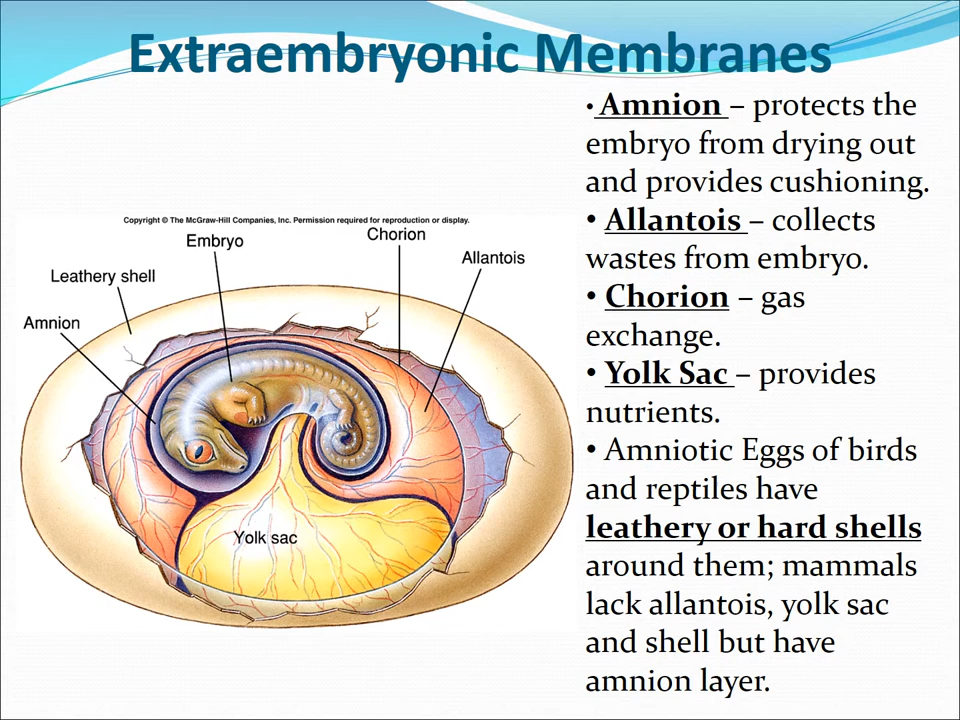 Extraembryonic Membranes
• Amnion – protects the
embryo from drying out
and provides cushioning.
• Allantois – collects
wastes from embryo.
• Chorion – gas
exchange.
• Yolk Sac – provides
nutrients.
• Amniotic Eggs of birds
and reptiles have
leathery or hard shells
around them; mammals
lack allantois, yolk sac
and shell but have
amnion layer.
Copyright © The McGraw-Hill Companies, Inc. Permission required for reproduction or display.
Embryo
Chorion
Allantois
Leathery shell
Amnion
Yolk sac